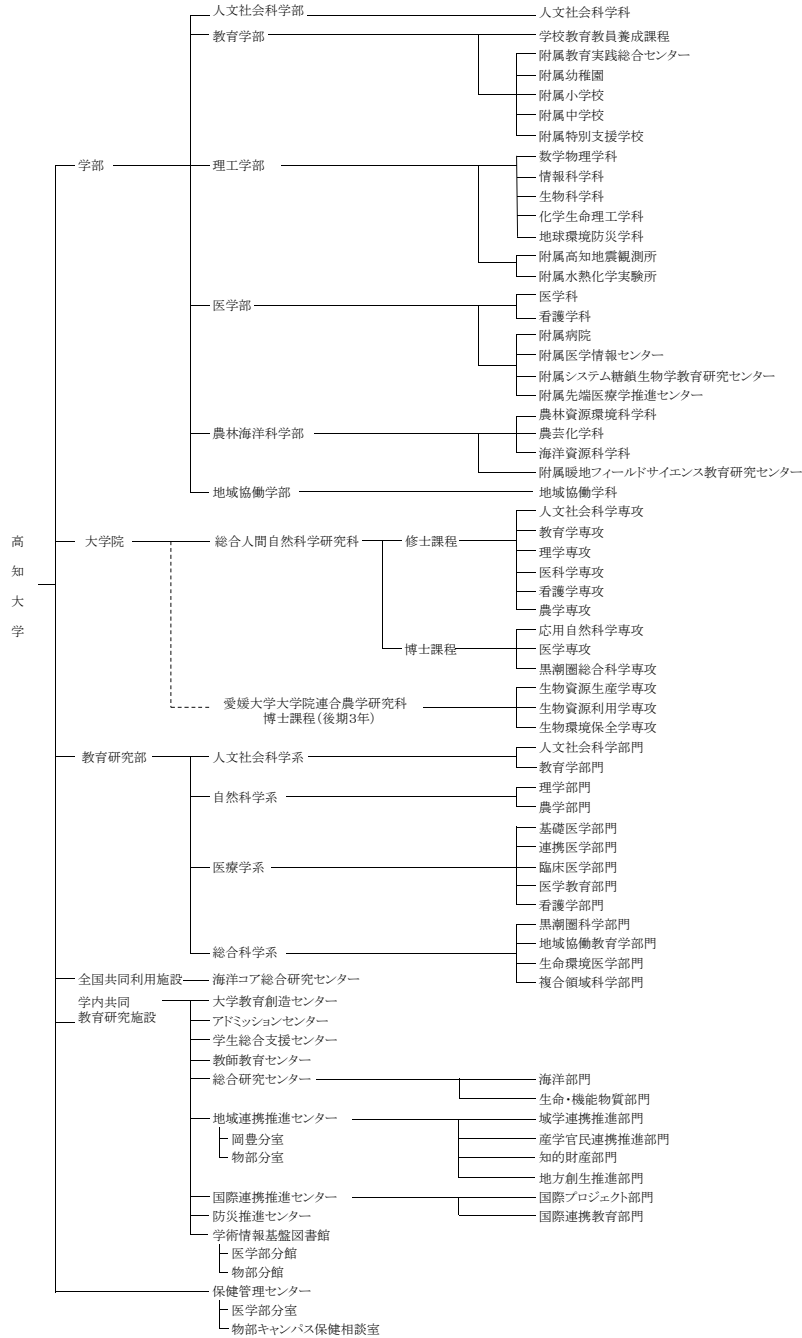 高知大学
学部
人文社会科学部
人文社会科学科
教育学部
学校教育教員養成課程
附属教育実践総合センター
附属幼稚園
附属小学校
附属中学校
附属特別支援学校
理工学部
数学物理学科
情報科学科
生物科学科
化学生命理工学科
地球環境防災学科
附属高知地震観測所
附属水熱化学実験所
医学部
医学科
看護学科
附属病院
附属医学情報センター
附属システム糖鎖生物学教育研究センター
附属先端医療学推進センター
農林海洋科学部
農林資源環境科学科
農芸化学科
海洋資源科学科
附属暖地フィールドサイエンス教育研究センター
地域協働学部
地域協働学科
大学院
総合人間自然科学研究科
修士課程
人文社会科学専攻
教育学専攻
理学専攻
医科学専攻
看護学専攻
農学専攻
博士課程
応用自然科学専攻
医学専攻
黒潮圏総合科学専攻
愛媛大学大学院連合農学研究科
博士課程（後期3年）
生物資源生産学専攻
生物資源利用学専攻
生物環境保全学専攻
教育研究部
人文社会科学系
人文社会科学部門
教育学部門
自然科学系
理学部門
農学部門
医療学系
基礎医学部門
連携医学部門
臨床医学部門
医学教育部門
看護学部門
総合科学系
黒潮圏科学部門
地域協働教育学部門
生命環境医学部門
複合領域科学部門
全国共同利用施設
海洋コア総合研究センター
学内共同
教育研究施設
大学教育創造センター
アドミッションセンター
学生総合支援センター
教師教育センター
総合研究センター
海洋部門
生命・機能物質部門
地域連携推進センター
岡豊分室
物部分室
域学連携推進部門
産学官民連携推進部門
知的財産部門
地方創生推進部門
国際連携推進センター
国際プロジェクト部門
国際連携教育部門
防災推進センター
学術情報基盤図書館
医学部分館
物部分館
保健管理センター
医学部分室
物部キャンパス保健相談室